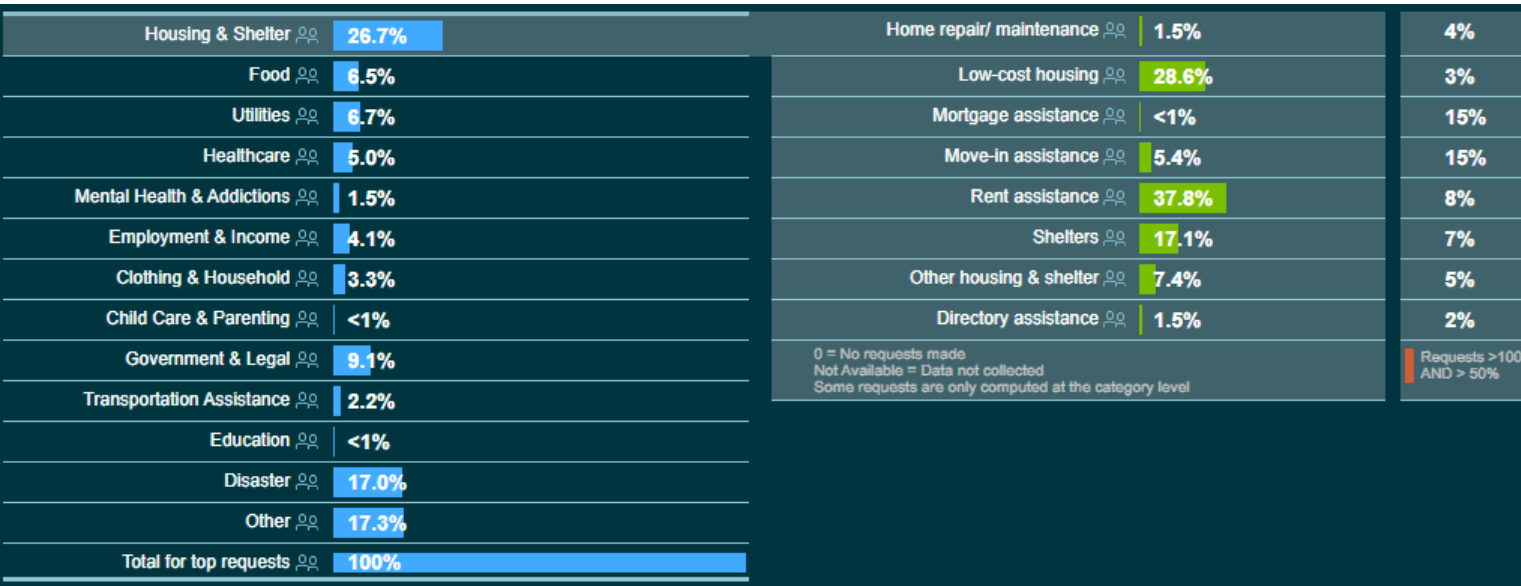 Housing & Shelter 26.7%
Food 6.5%
Utilities 6.7%
Healthcare 5.0%
Mental Health & Addictions 1.5%
Employment & Income 4.1%
Clothing & Household 3.3%
Child Care & Parenting <1%
Government & Legal 9.1%
Transportation Assistance 2.2%
Education <1%
Disaster 17.0%
Other 17.3%
Total for top requests 100%
Home repair/ maintenance 1.5% 4%
Low-cost housing 28.6% 3%
Mortgage assistance <1% 15%
Move-in assistance 5.4% 15%
Rent assistance 37.8% 8%
Shelters 17.1% 7%
Other housing & shelter 7.4% 5%
Directory assistance 1.5% 2%
0 = No requests made
Not Available = Data not collected
Some requests are only computed at the category level
Requests >100
AND > 50%